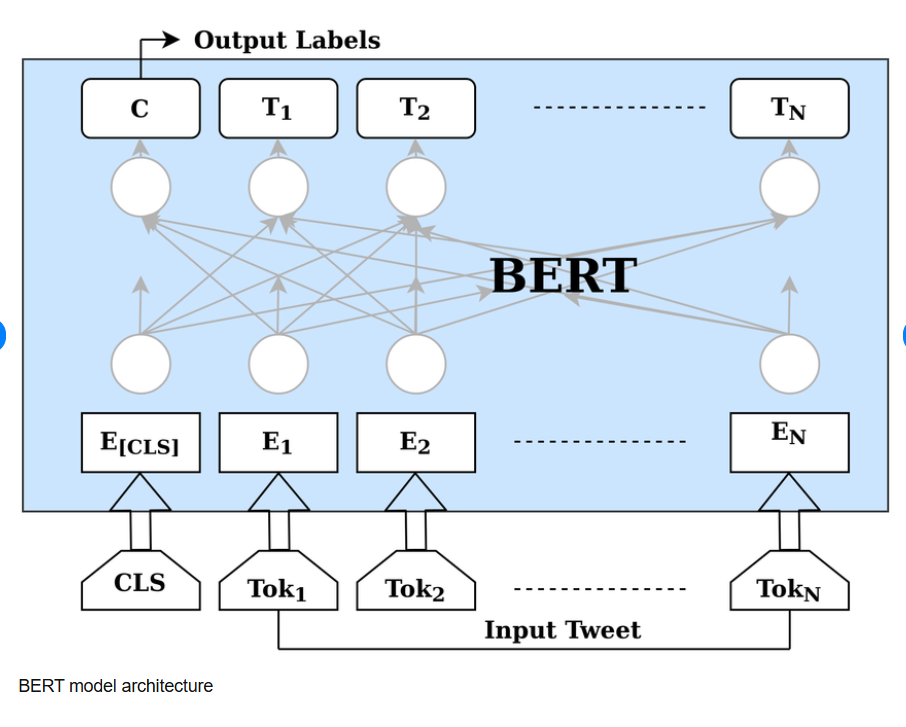 Output Labels
C T1 T2 TN
BERT
E[CLS] E1 E2 EN
CLS Tok1 Tok2 TokN
Input Tweet
BERT model architecture